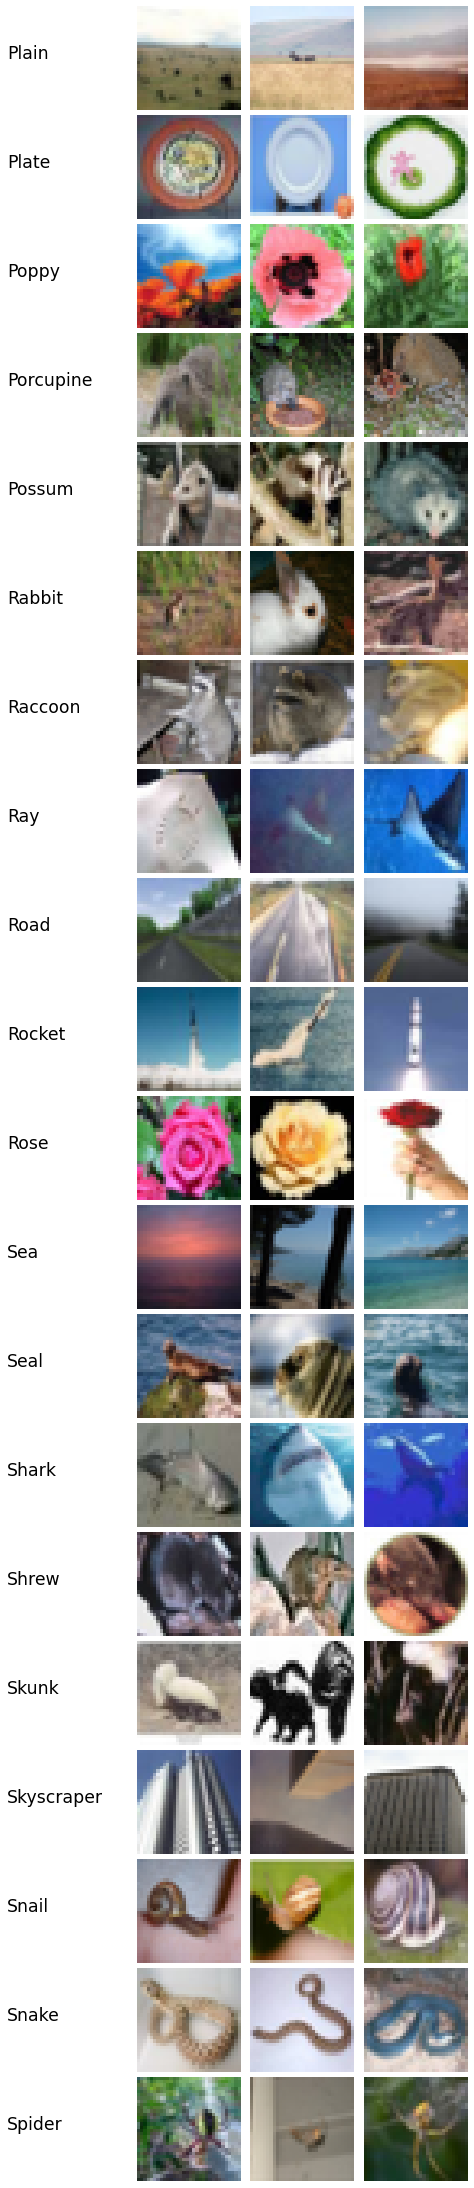 Plain
Plate
Poppy
Porcupine
Possum
Rabbit
Raccoon
Ray
Road
Rocket
Rose
Sea
Seal
Shark
Shrew
Skunk
Skyscraper
Snail
Snake
Spider